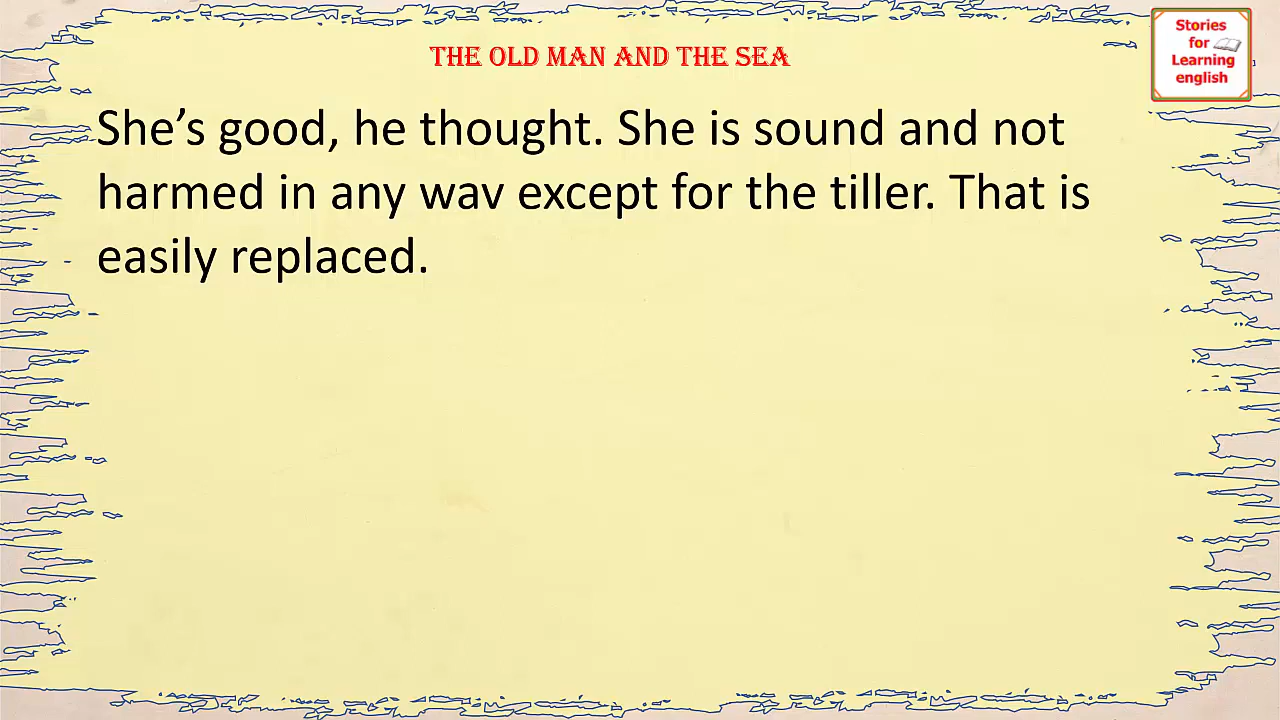 THE OLD MAN AND THE SEA
Stories
for
Learning
english
She's good, he thought. She is sound and not
harmed in any wav except for the tiller. That is
easily replaced.